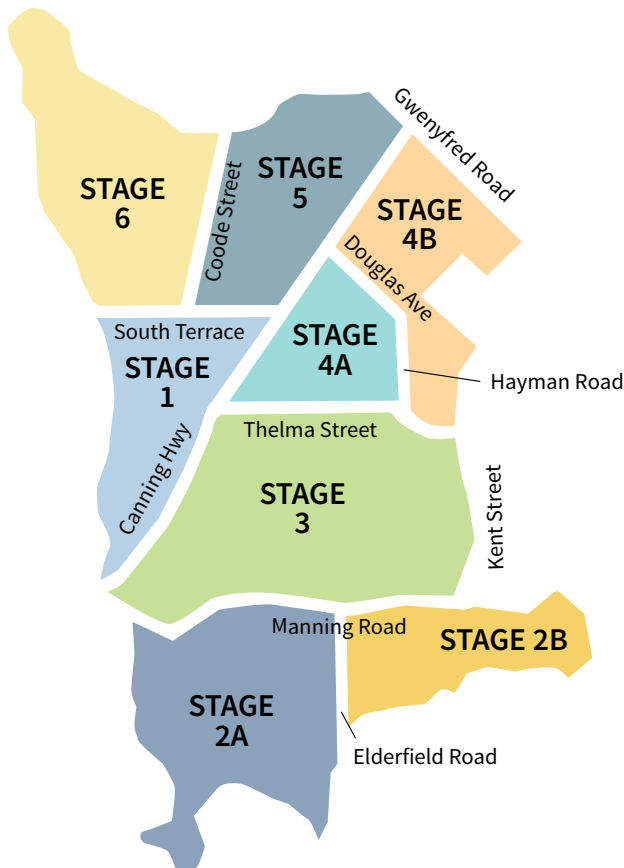 Gwenyfred Road
STAGE
5
STAGE
6
Coode Street
STAGE
4B
Douglas Ave
South Terrace
STAGE
4A
STAGE
1
Hayman Road
Thelma Street
Canning Hwy
STAGE
3
Kent Street
Manning Road
STAGE 2B
STAGE
2A
Elderfield Road